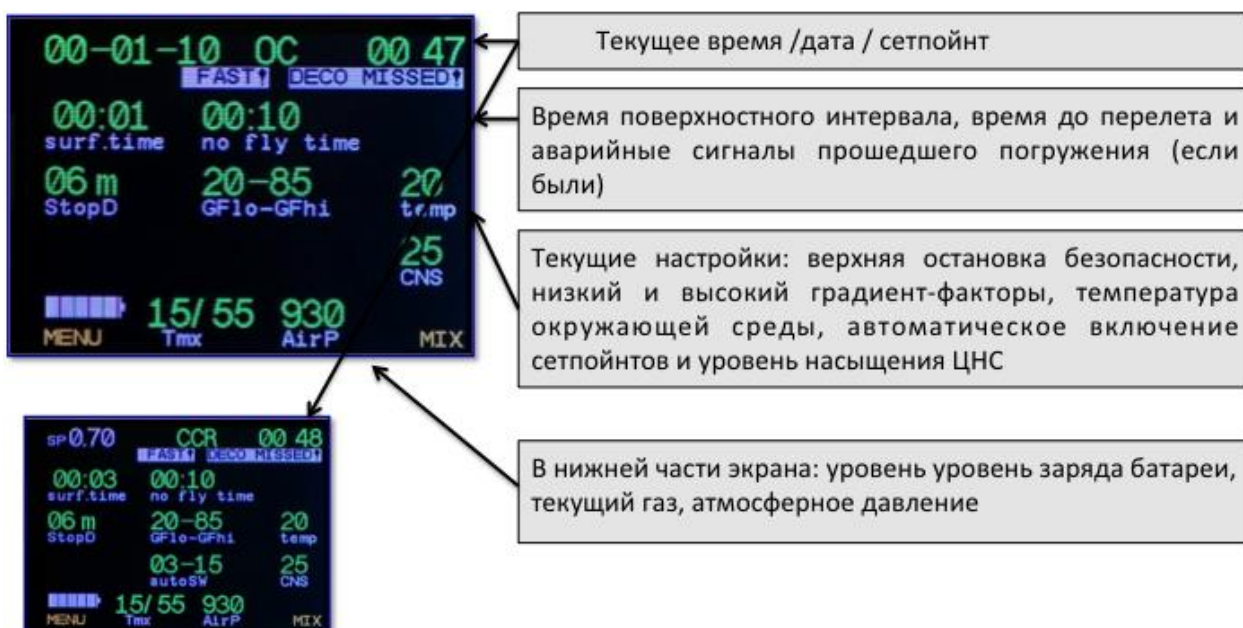 00-01-10 OC 00 47
FAST! DECO MISSED!
00:01 00:10
surf.time no fly time
06 m 20-85 20
StopD GFlo-GFhi temp
25
CNS
15/55 930
MENU Tmx AirP MIX
SP 0.70 CCR 00 48
FAST! DECO MISSED!
00:03 00:10
surf.time no fly time
06 m 20-85 20
StopD GFlo-GFhi temp
03-15 25
autoSW CNS
15/55 930
MENU Tmx AirP MIX
Текущее время /дата / сетпойнт
Время поверхностного интервала, время до перелета и
аварийные сигналы прошедшего погружения (если
были)
Текущие настройки: верхняя остановка безопасности,
низкий и высокий градиент-факторы, температура
окружающей среды, автоматическое включение
сетпойнтов и уровень насыщения ЦНС
В нижней части экрана: уровень уровень заряда батареи,
текущий газ, атмосферное давление